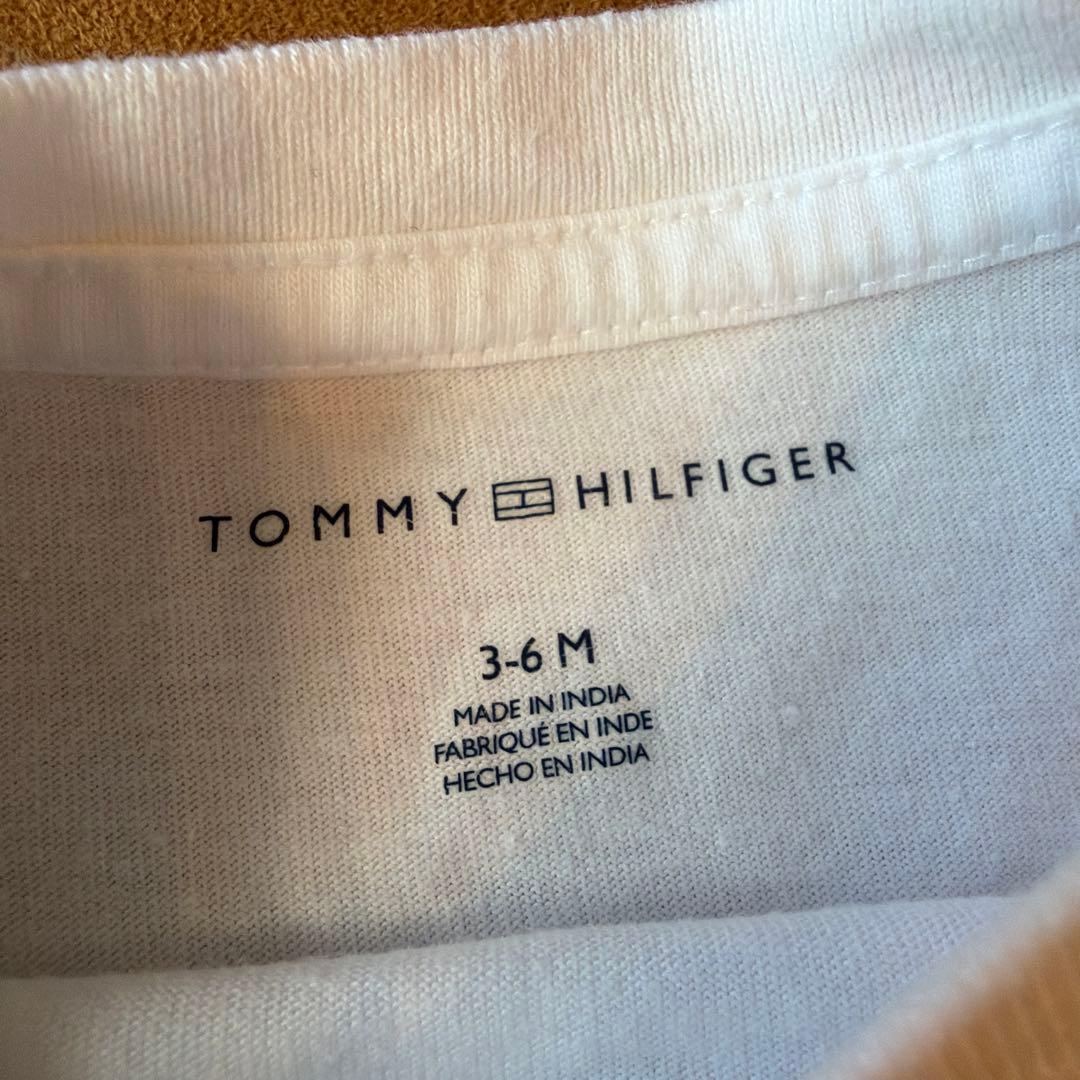 TOMMY HILFIGER
3-6 M
MADE IN INDIA
FABRIQUÉ EN INDE
HECHO EN INDIA